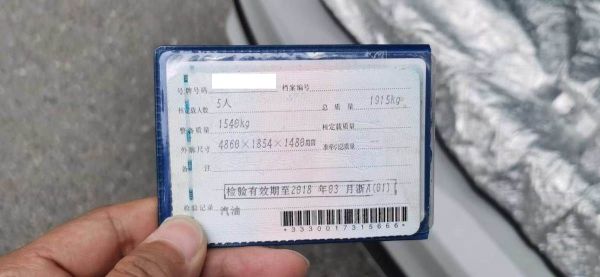 号牌号码 档案编号
核定载人数 5人 总质量 1915kg
整备质量 1540kg 核定载质量
外廓尺寸 4860×1854×1480mm 准牵引总质量
备注
检验有效期至2018年03月浙A(01)
检验记录 汽油
*3330017315666*